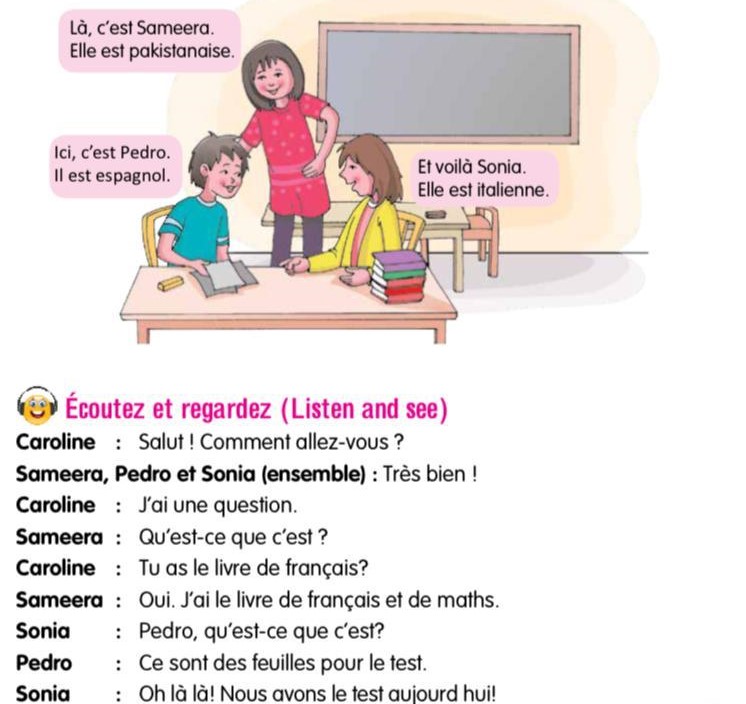 Là, c'est Sameera.
Elle est pakistanaise.
Ici, c'est Pedro.
Il est espagnol.
Et voilà Sonia.
Elle est italienne.
Écoutez et regardez (Listen and see)
Caroline : Salut ! Comment allez-vous ?
Sameera, Pedro et Sonia (ensemble) : Très bien !
Caroline : J'ai une question.
Sameera : Qu'est-ce que c'est ?
Caroline : Tu as le livre de français?
Sameera : Oui. J'ai le livre de français et de maths.
Sonia : Pedro, qu'est-ce que c'est?
Pedro : Ce sont des feuilles pour le test.
Sonia : Oh là là! Nous avons le test aujourd hui!